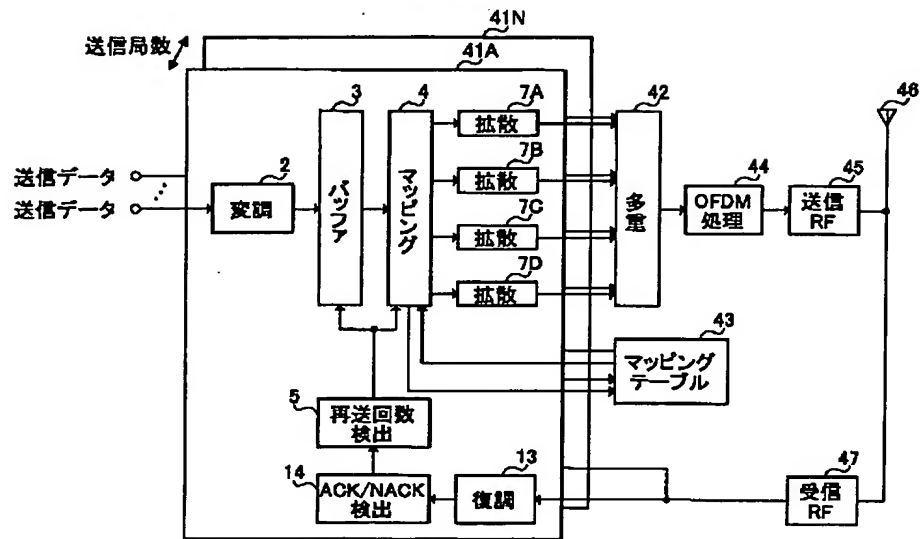 41N
送信局数
41A
3
4
7A
拡散
42
46
7B
拡散
送信データ
送信データ
2
変調
バッファ
マッピング
多重
44
OFDM
処理
45
送信
RF
7C
拡散
7D
拡散
43
マッピング
テーブル
5
再送回数
検出
14
ACK/NACK
検出
13
復調
47
受信
RF